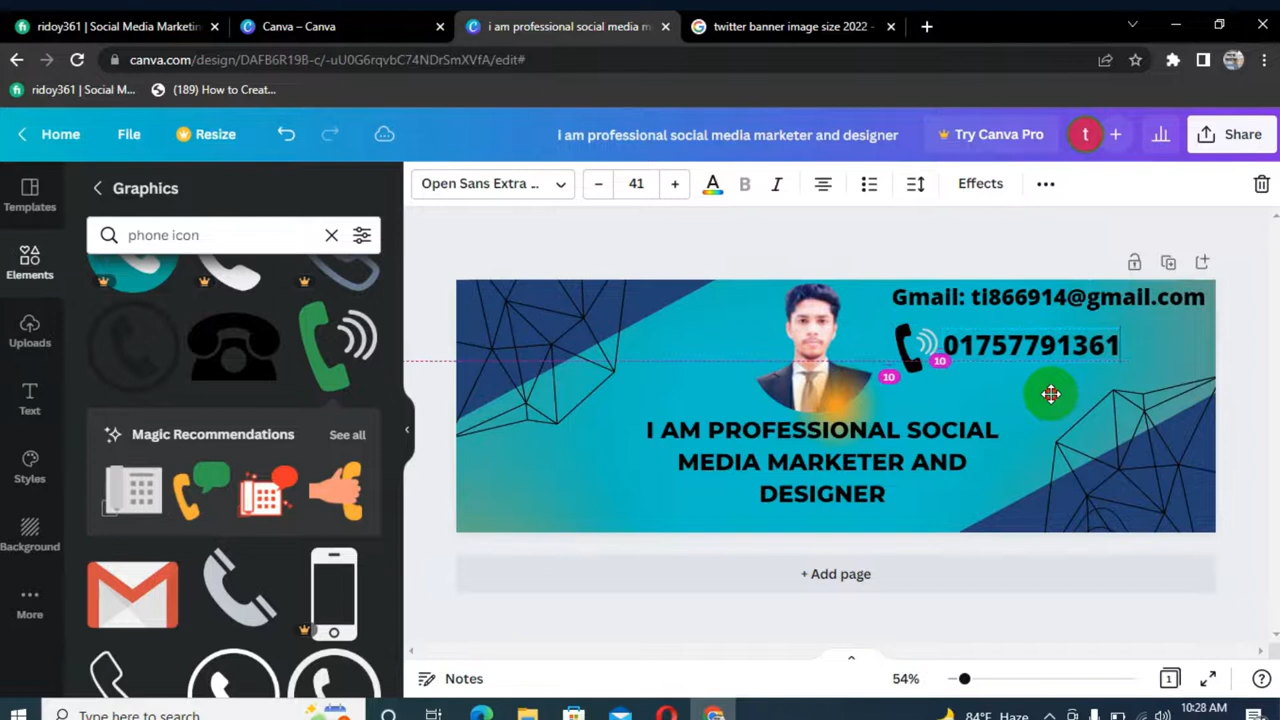 ridoy361 | Social Media Marketin
Canva – Canva
i am professional social media m
twitter banner image size 2022 -
canva.com/design/DAFB6R19B-c/-uU0G6rqvbC74NDrSmXVfA/edit#
ridoy361 | Social M...
(189) How to Creat...
Home
File
Resize
i am professional social media marketer and designer
Try Canva Pro
t
Share
Templates
Elements
Uploads
Text
Styles
Background
More
Graphics
phone icon
Magic Recommendations
See all
Open Sans Extra ...
41
A
B
I
Effects
Gmail: ti866914@gmail.com
01757791361
10
10
I AM PROFESSIONAL SOCIAL
MEDIA MARKETER AND
DESIGNER
+ Add page
Notes
54%
1
Type here to search
84°F Haze
10:28 AM